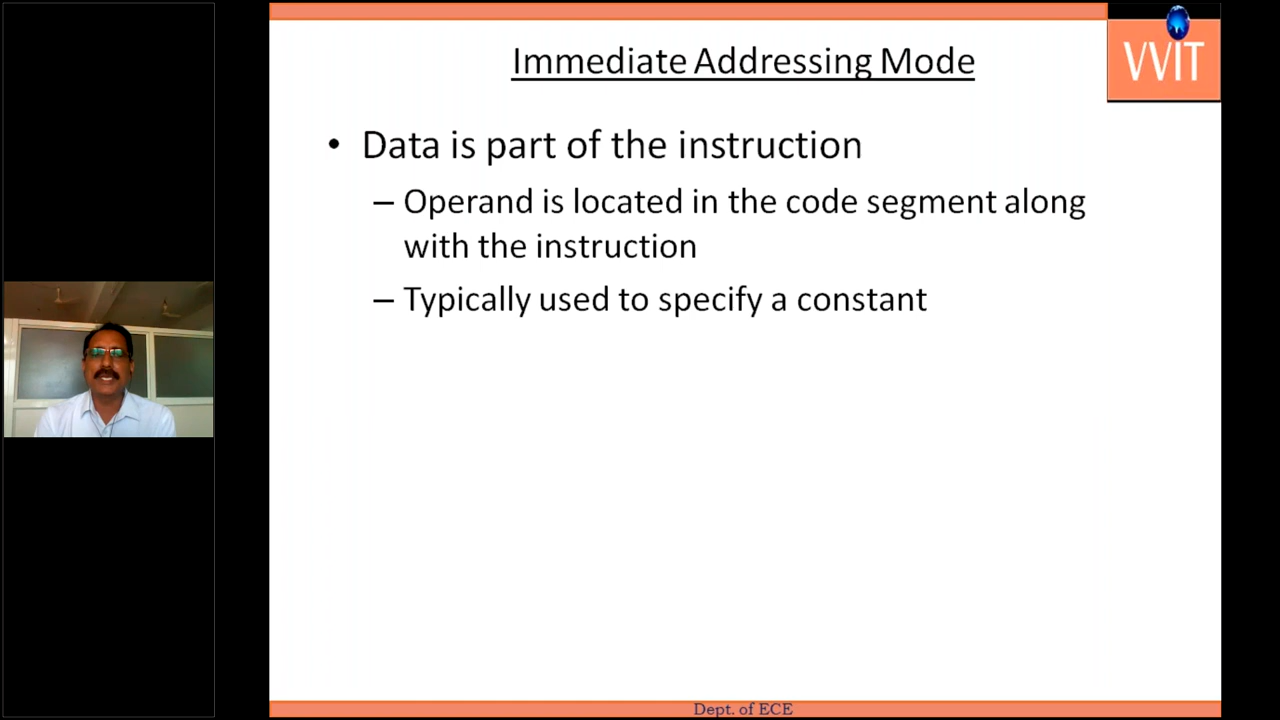 Immediate Addressing Mode
VVIT
• Data is part of the instruction
– Operand is located in the code segment along
with the instruction
– Typically used to specify a constant
Dept. of ECE